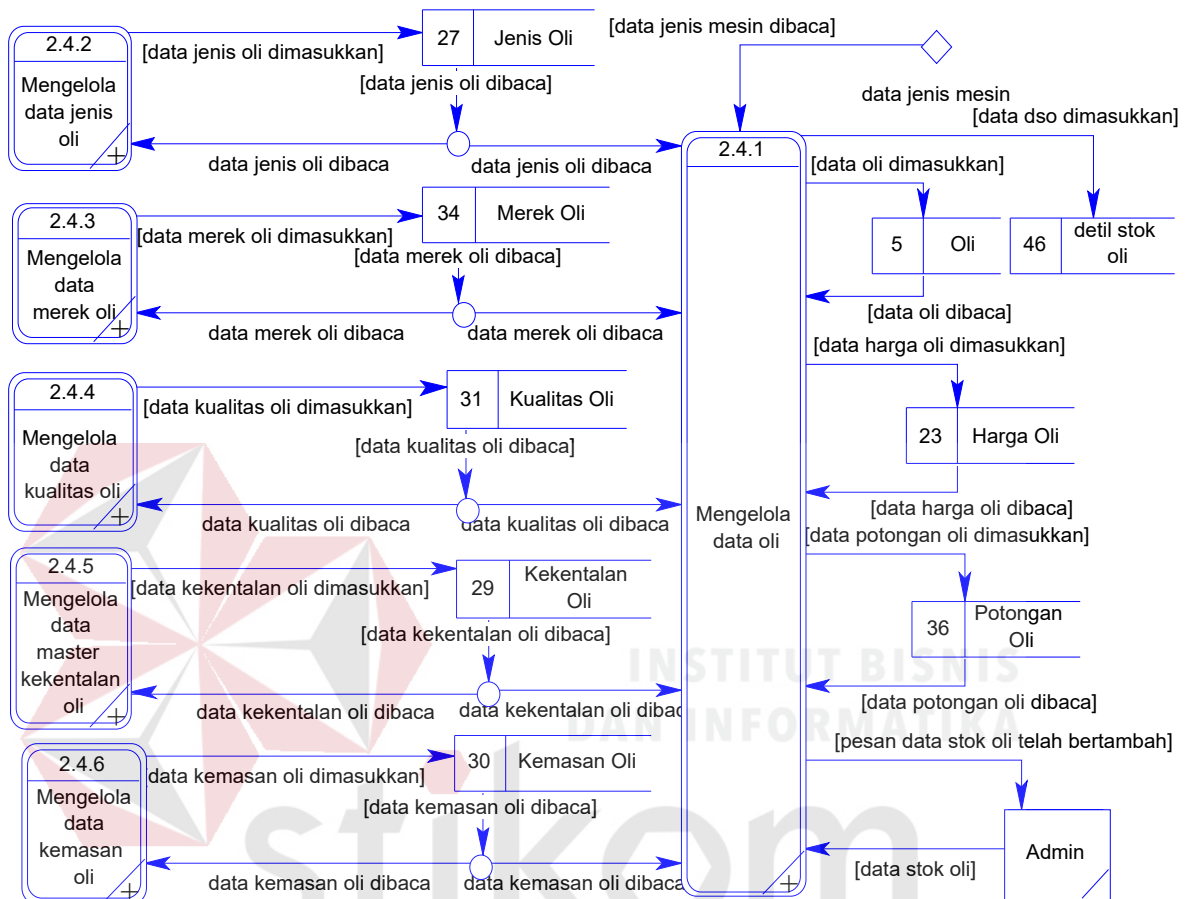 2.4.2
Mengelola
data jenis
oli
[data jenis oli dimasukkan]
27
Jenis Oli
[data jenis oli dibaca]
data jenis oli dibaca
data jenis oli dibaca
[data jenis mesin dibaca]
data jenis mesin
[data dso dimasukkan]
2.4.1
Mengelola
data oli
[data oli dimasukkan]
5
Oli
46
detil stok
oli
[data oli dibaca]
2.4.3
Mengelola
data
merek oli
[data merek oli dimasukkan]
34
Merek Oli
[data merek oli dibaca]
data merek oli dibaca
data merek oli dibaca
[data harga oli dimasukkan]
23
Harga Oli
[data harga oli dibaca]
2.4.4
Mengelola
data
kualitas oli
[data kualitas oli dimasukkan]
31
Kualitas Oli
[data kualitas oli dibaca]
data kualitas oli dibaca
data kualitas oli dibaca
[data potongan oli dimasukkan]
36
Potongan
Oli
[data potongan oli dibaca]
2.4.5
Mengelola
data
master
kekentalan
oli
[data kekentalan oli dimasukkan]
29
Kekentalan
Oli
[data kekentalan oli dibaca]
data kekentalan oli dibaca
data kekentalan oli dibac
[pesan data stok oli telah bertambah]
Admin
[data stok oli]
2.4.6
Mengelola
data
kemasan
oli
[data kemasan oli dimasukkan]
30
Kemasan Oli
[data kemasan oli dibaca]
data kemasan oli dibaca
data kemasan oli dibaca
INSTITUT BISNIS
DAN INFORMATIKA
stikom